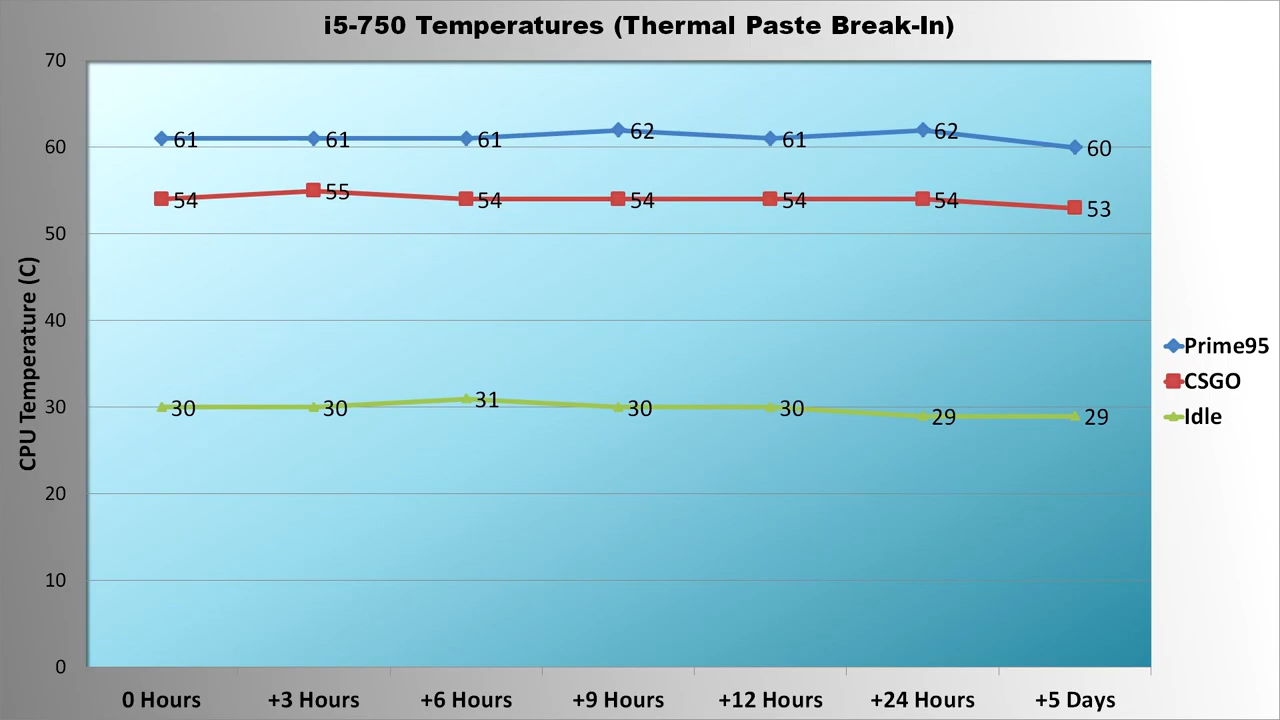 i5-750 Temperatures (Thermal Paste Break-In)
70
60
50
40
30
20
10
0
CPU Temperature (C)
61 61 61 62 61 62 60
54 55 54 54 54 54 53
30 30 31 30 30 29 29
0 Hours +3 Hours +6 Hours +9 Hours +12 Hours +24 Hours +5 Days
Prime95
CSGO
Idle